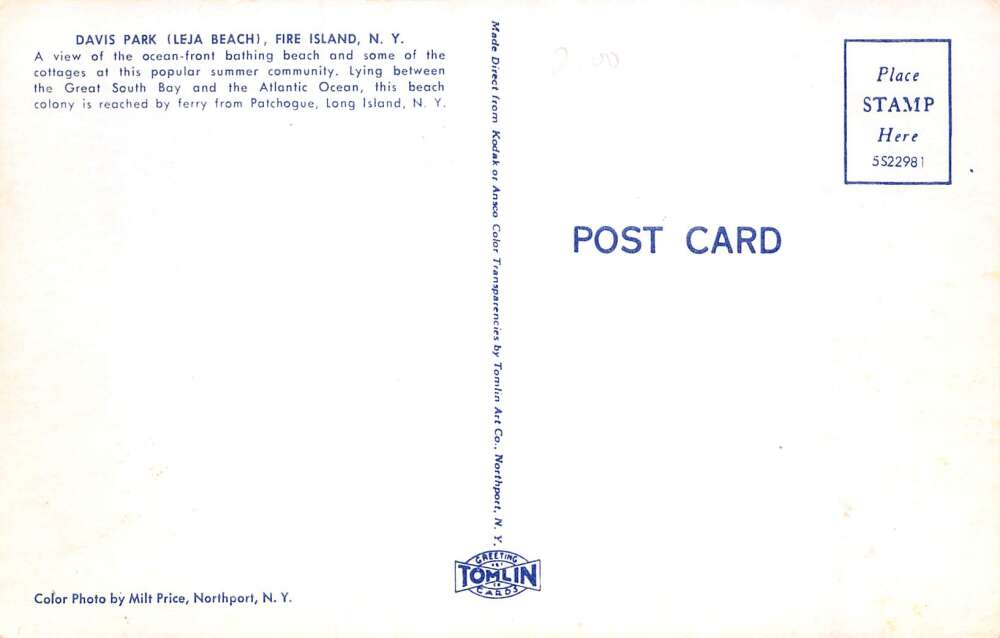 DAVIS PARK (LEJA BEACH), FIRE ISLAND, N. Y.
A view of the ocean-front bathing beach and some of the
cottages at this popular summer community. Lying between
the Great South Bay and the Atlantic Ocean, this beach
colony is reached by ferry from Patchogue, Long Island, N. Y.
Color Photo by Milt Price, Northport, N. Y.
Made Direct from Kodak or Ansco Color Transparencies by Tomlin Art Co., Northport, N. Y.
GREETING
TOMLIN
CARDS
Place
STAMP
Here
5S22981
POST CARD